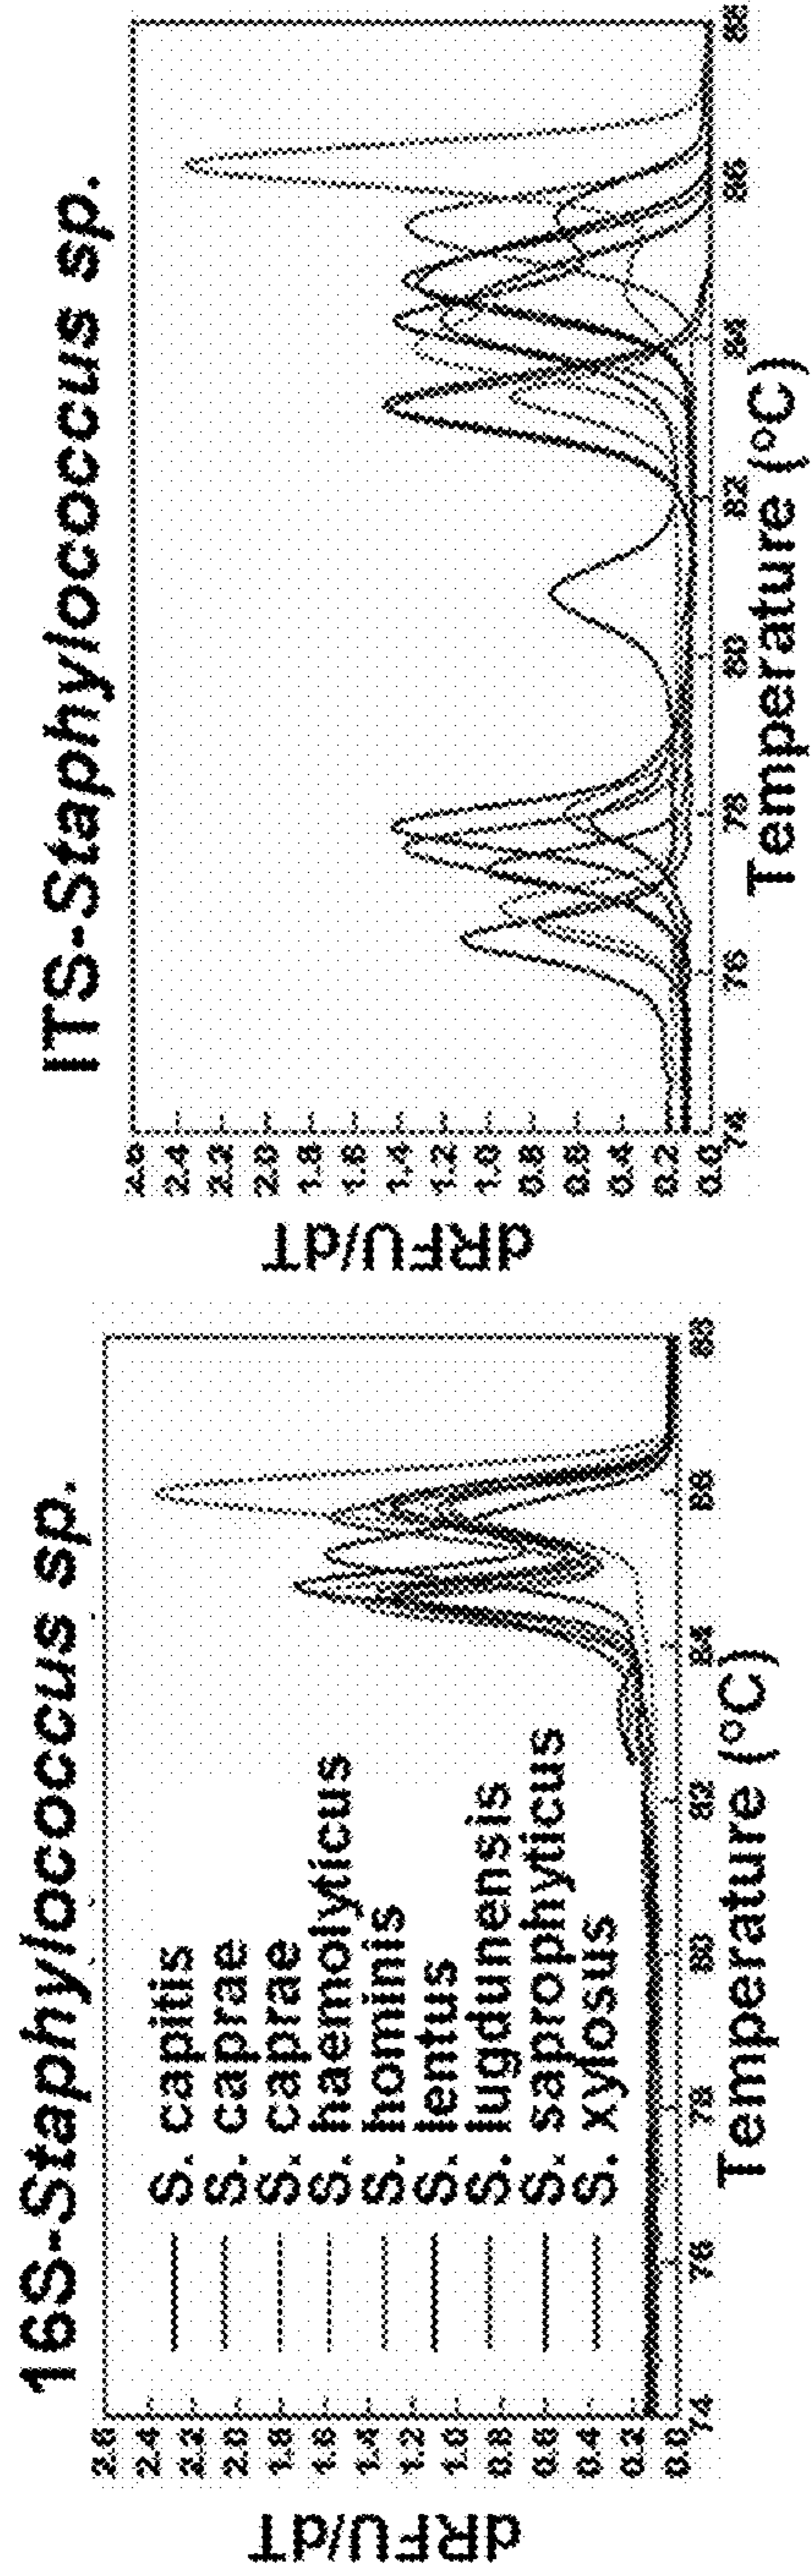 16S-Staphylococcus sp.
dRFU/dT
2.6
2.4
2.2
2.0
1.8
1.6
1.4
1.2
1.0
0.8
0.6
0.4
0.2
0.0
S. capitis
S. caprae
S. caprae
S. haemolyticus
S. hominis
S. lentus
S. lugdunensis
S. saprophyticus
S. xylosus
74 76 78 80 82 84 86 88
Temperature (°C)
ITS-Staphylococcus sp.
dRFU/dT
2.6
2.4
2.2
2.0
1.8
1.6
1.4
1.2
1.0
0.8
0.6
0.4
0.2
0.0
74 76 78 80 82 84 86 88
Temperature (°C)